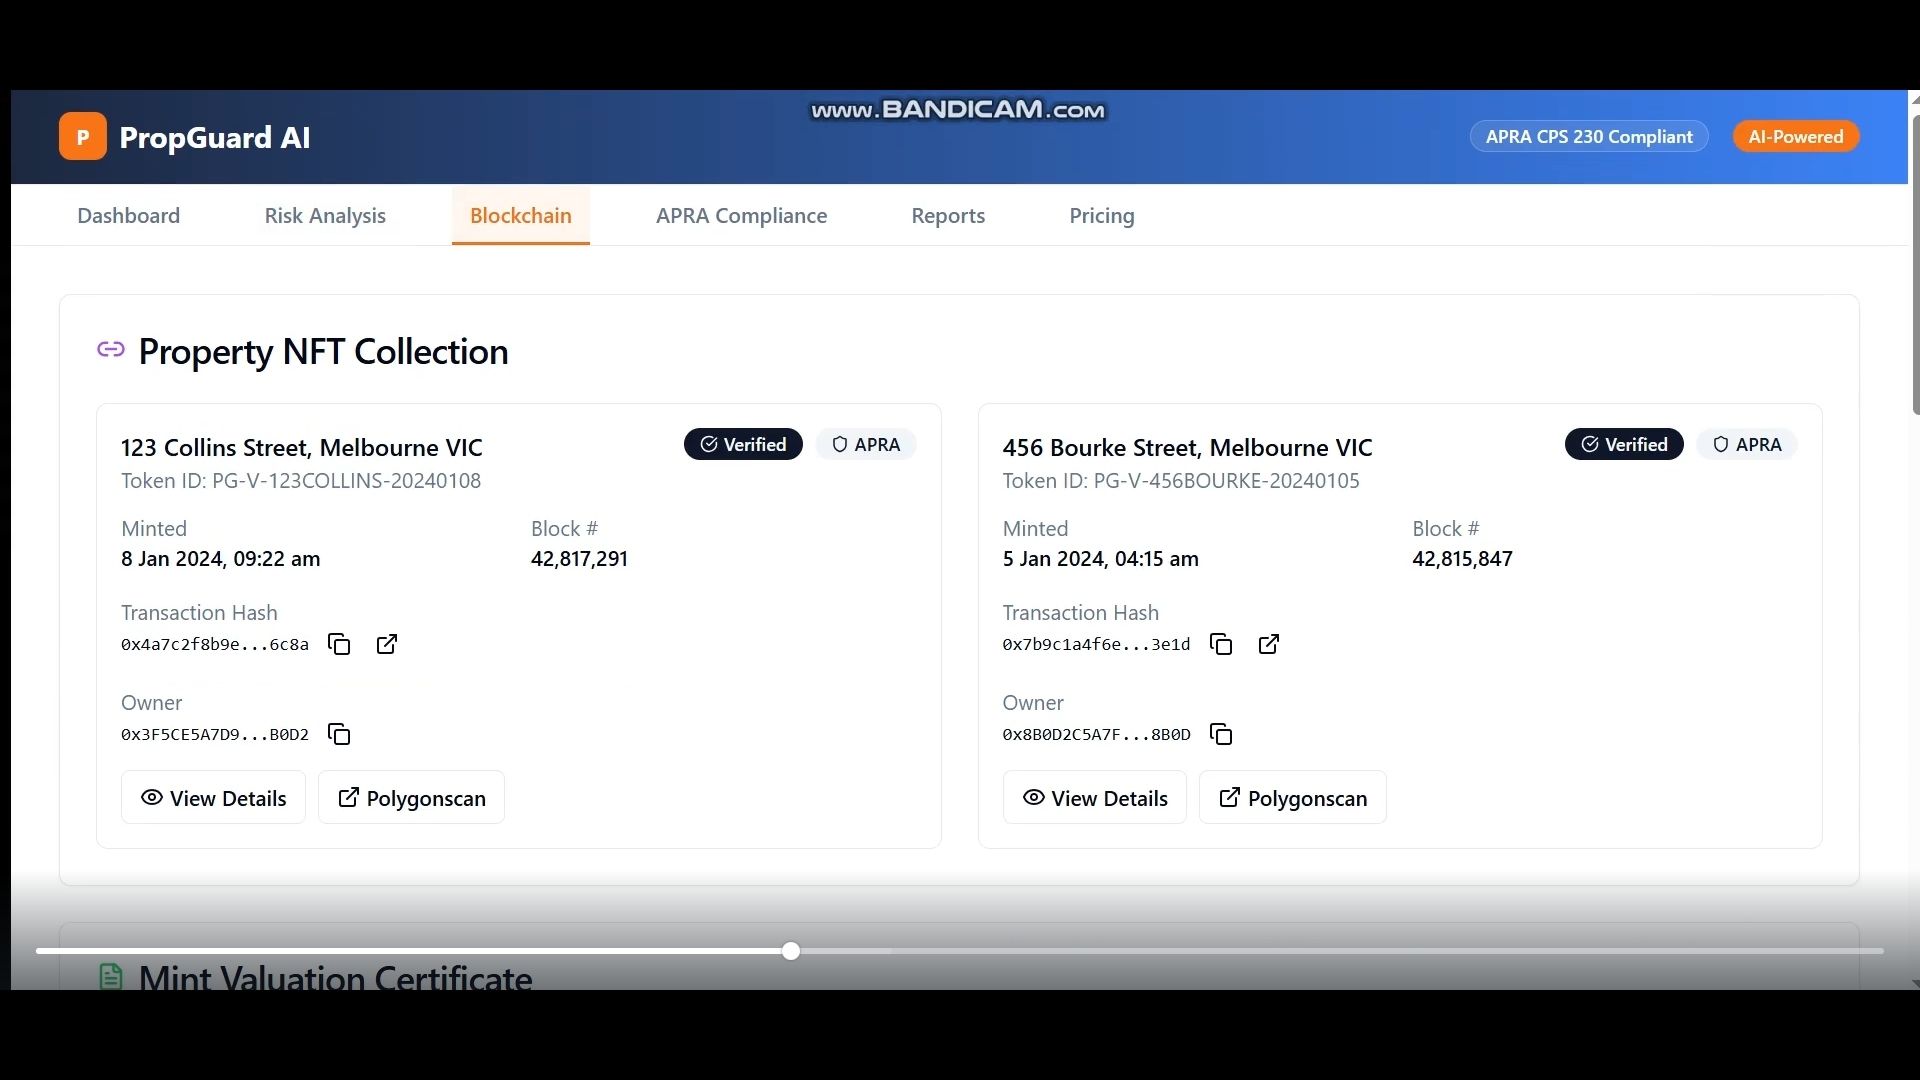 www.BANDICAM.com
P PropGuard AI APRA CPS 230 Compliant AI-Powered
Dashboard Risk Analysis Blockchain APRA Compliance Reports Pricing
Property NFT Collection
123 Collins Street, Melbourne VIC Verified APRA
Token ID: PG-V-123COLLINS-20240108
Minted Block #
8 Jan 2024, 09:22 am 42,817,291
Transaction Hash
0x4a7c2f8b9e...6c8a
Owner
0x3F5CE5A7D9...B0D2
View Details Polygonscan
456 Bourke Street, Melbourne VIC Verified APRA
Token ID: PG-V-456BOURKE-20240105
Minted Block #
5 Jan 2024, 04:15 am 42,815,847
Transaction Hash
0x7b9c1a4f6e...3e1d
Owner
0x8B0D2C5A7F...8B0D
View Details Polygonscan
Mint Valuation Certificate